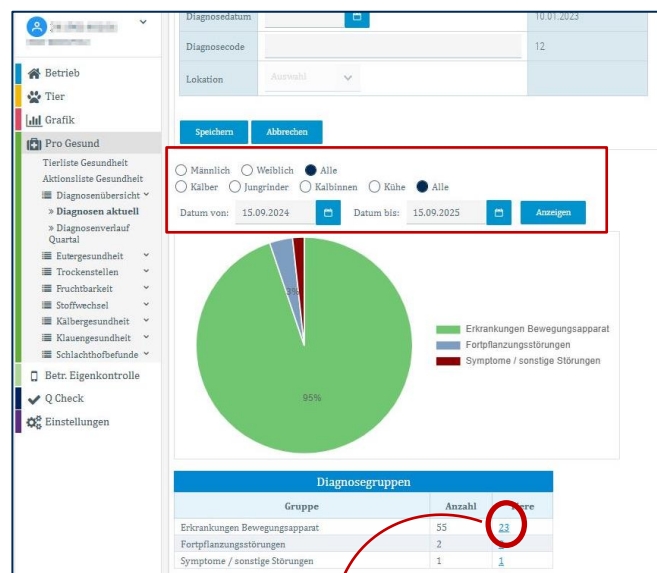 Betrieb
Tier
Grafik
Pro Gesund
Tierliste Gesundheit
Aktionsliste Gesundheit
Diagnosenübersicht
» Diagnosen aktuell
» Diagnosenverlauf
Quartal
Eutergesundheit
Trockenstellen
Fruchtbarkeit
Stoffwechsel
Kälbergesundheit
Klauengesundheit
Schlachthofbefunde
Betr. Eigenkontrolle
Q Check
Einstellungen
Diagnosedatum 10.01.2023
Diagnosecode 12
Lokation Auswahl
Speichern Abbrechen
Männlich Weiblich Alle
Kälber Jungrinder Kalbinnen Kühe Alle
Datum von: 15.09.2024 Datum bis: 15.09.2025 Anzeigen
3%
95%
Erkrankungen Bewegungsapparat
Fortpflanzungsstörungen
Symptome / sonstige Störungen
Diagnosegruppen
Gruppe Anzahl
Erkrankungen Bewegungsapparat 55 23
Fortpflanzungsstörungen 2
Symptome / sonstige Störungen 1 1